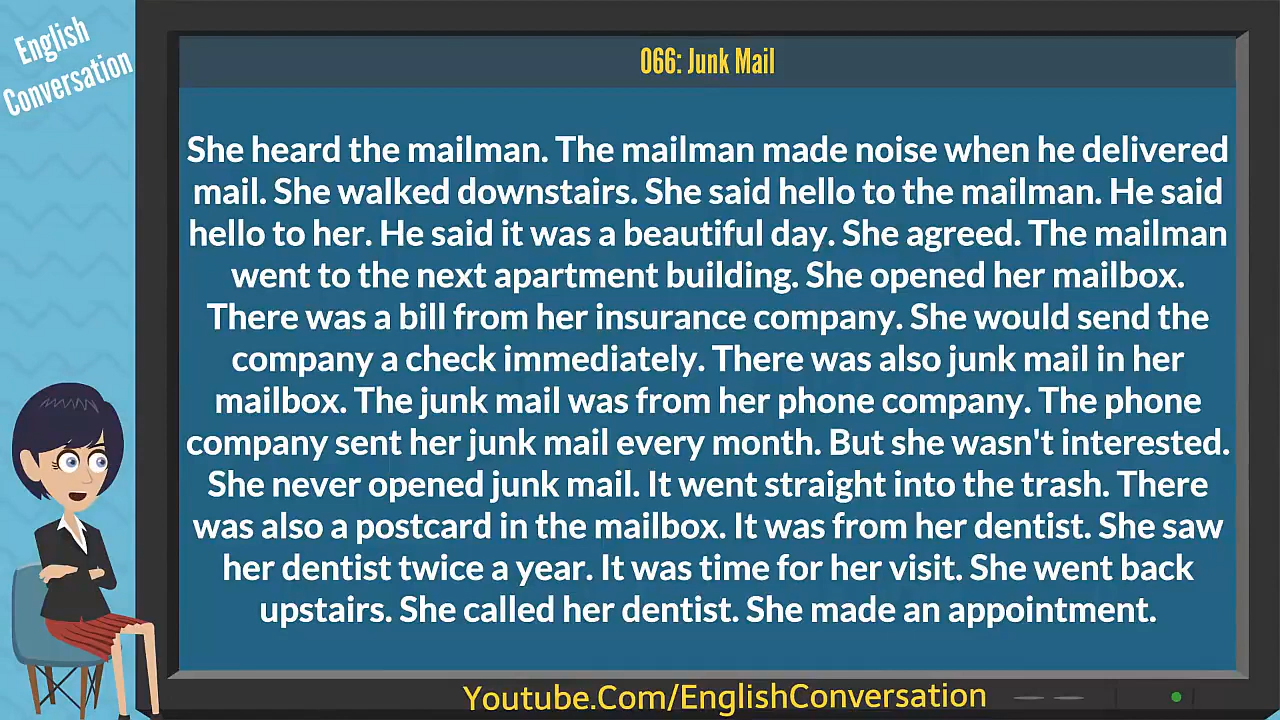 English
Conversation
066: Junk Mail
She heard the mailman. The mailman made noise when he delivered
mail. She walked downstairs. She said hello to the mailman. He said
hello to her. He said it was a beautiful day. She agreed. The mailman
went to the next apartment building. She opened her mailbox.
There was a bill from her insurance company. She would send the
company a check immediately. There was also junk mail in her
mailbox. The junk mail was from her phone company. The phone
company sent her junk mail every month. But she wasn't interested.
She never opened junk mail. It went straight into the trash. There
was also a postcard in the mailbox. It was from her dentist. She saw
her dentist twice a year. It was time for her visit. She went back
upstairs. She called her dentist. She made an appointment.
Youtube.Com/EnglishConversation